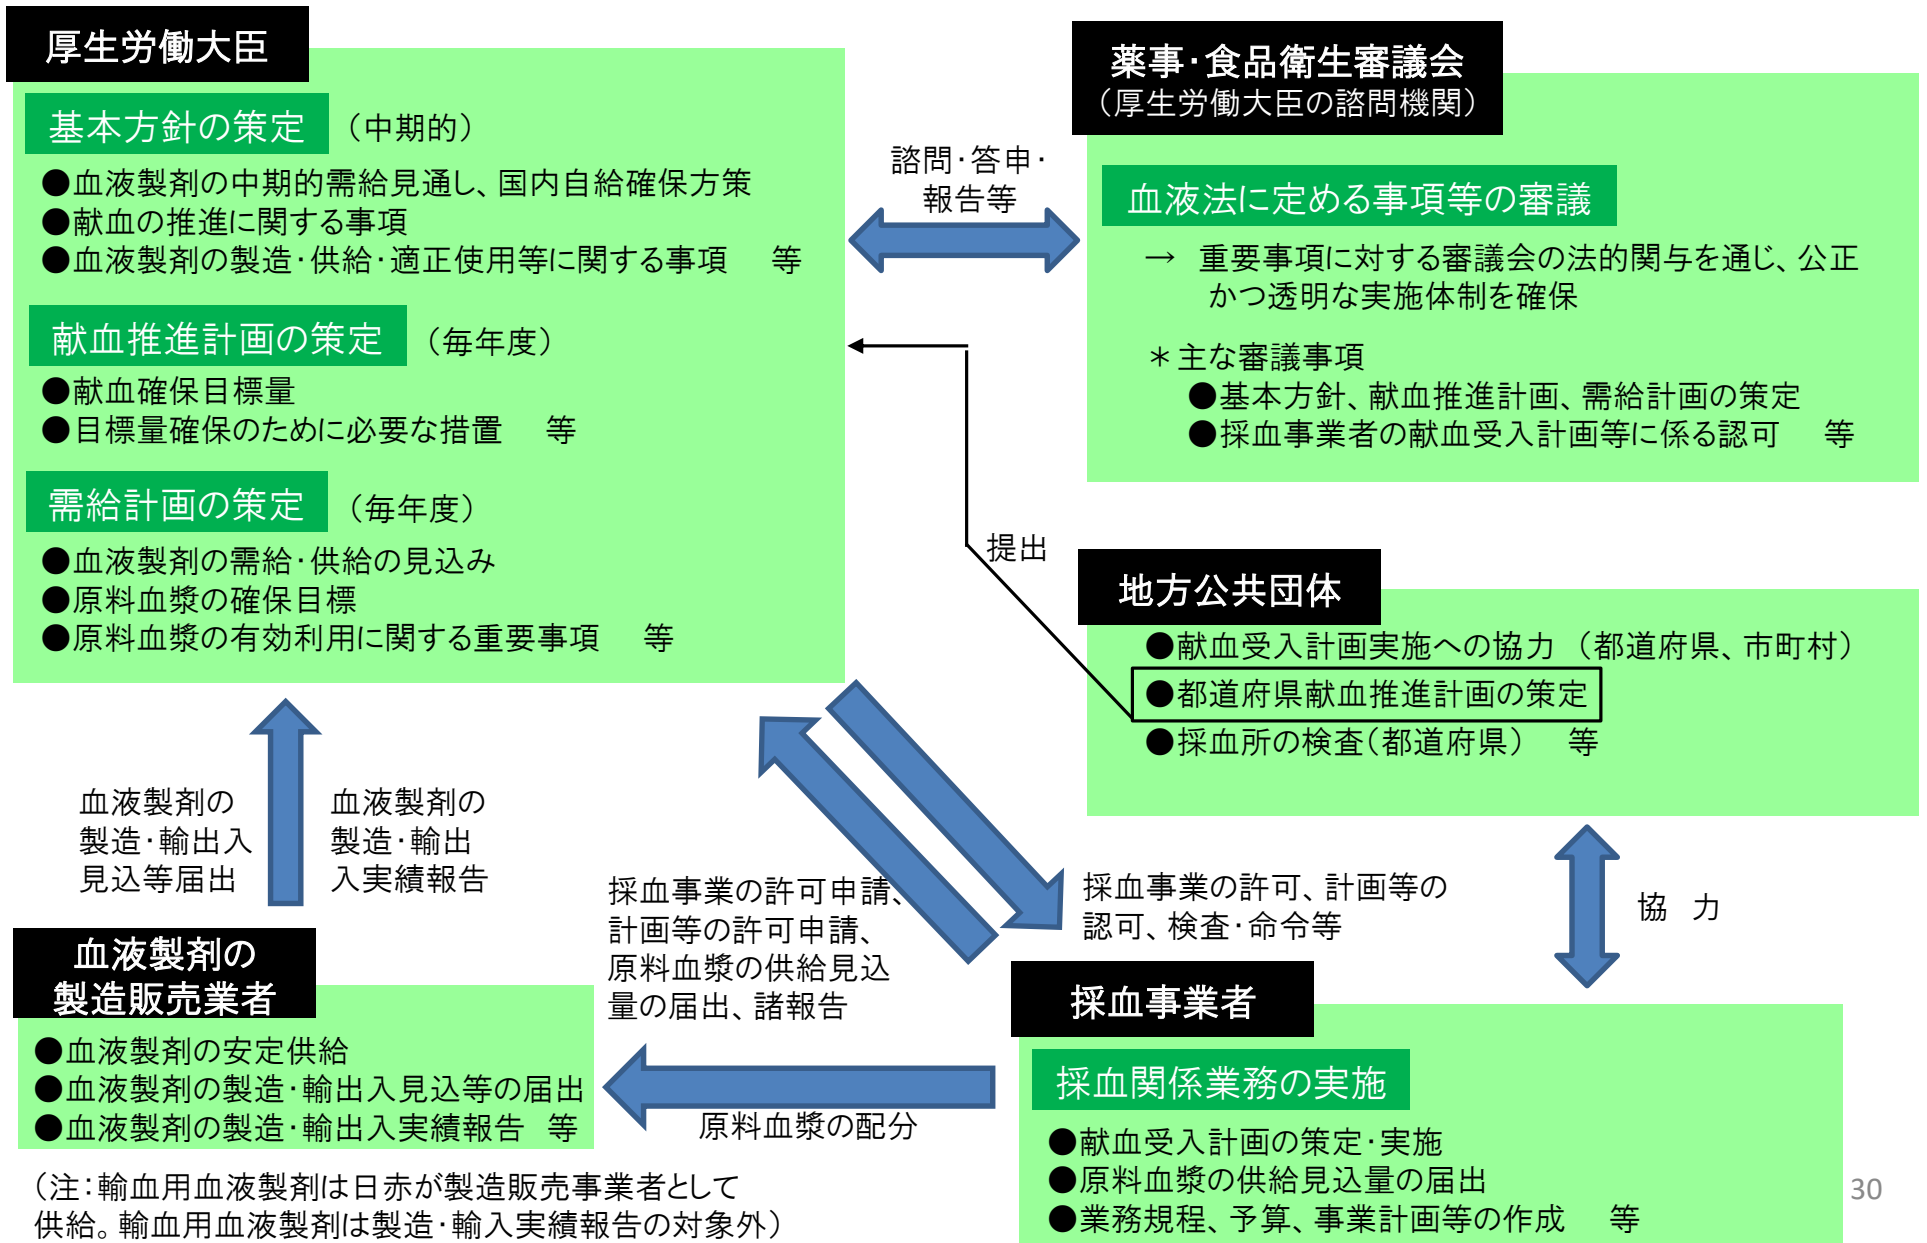 厚生労働大臣
基本方針の策定 （中期的）
●血液製剤の中期的需給見通し、国内自給確保方策
●献血の推進に関する事項
●血液製剤の製造・供給・適正使用等に関する事項　等
献血推進計画の策定 （毎年度）
●献血確保目標量
●目標量確保のために必要な措置　等
需給計画の策定 （毎年度）
●血液製剤の需給・供給の見込み
●原料血漿の確保目標
●原料血漿の有効利用に関する重要事項　等
諮問・答申・
報告等
薬事・食品衛生審議会
（厚生労働大臣の諮問機関）
血液法に定める事項等の審議
→　重要事項に対する審議会の法的関与を通じ、公正
かつ透明な実施体制を確保
＊主な審議事項
●基本方針、献血推進計画、需給計画の策定
●採血事業者の献血受入計画等に係る認可　等
提出
地方公共団体
●献血受入計画実施への協力 （都道府県、市町村）
●都道府県献血推進計画の策定
●採血所の検査（都道府県）　等
血液製剤の
製造・輸出入
見込等届出
血液製剤の
製造・輸出
入実績報告
採血事業の許可申請、
計画等の許可申請、
原料血漿の供給見込
量の届出、諸報告
採血事業の許可、計画等の
認可、検査・命令等
協　力
血液製剤の
製造販売業者
●血液製剤の安定供給
●血液製剤の製造・輸出入見込等の届出
●血液製剤の製造・輸出入実績報告　等
原料血漿の配分
採血事業者
採血関係業務の実施
●献血受入計画の策定・実施
●原料血漿の供給見込量の届出
●業務規程、予算、事業計画等の作成　等
（注：輸血用血液製剤は日赤が製造販売事業者として
供給。輸血用血液製剤は製造・輸入実績報告の対象外）
30